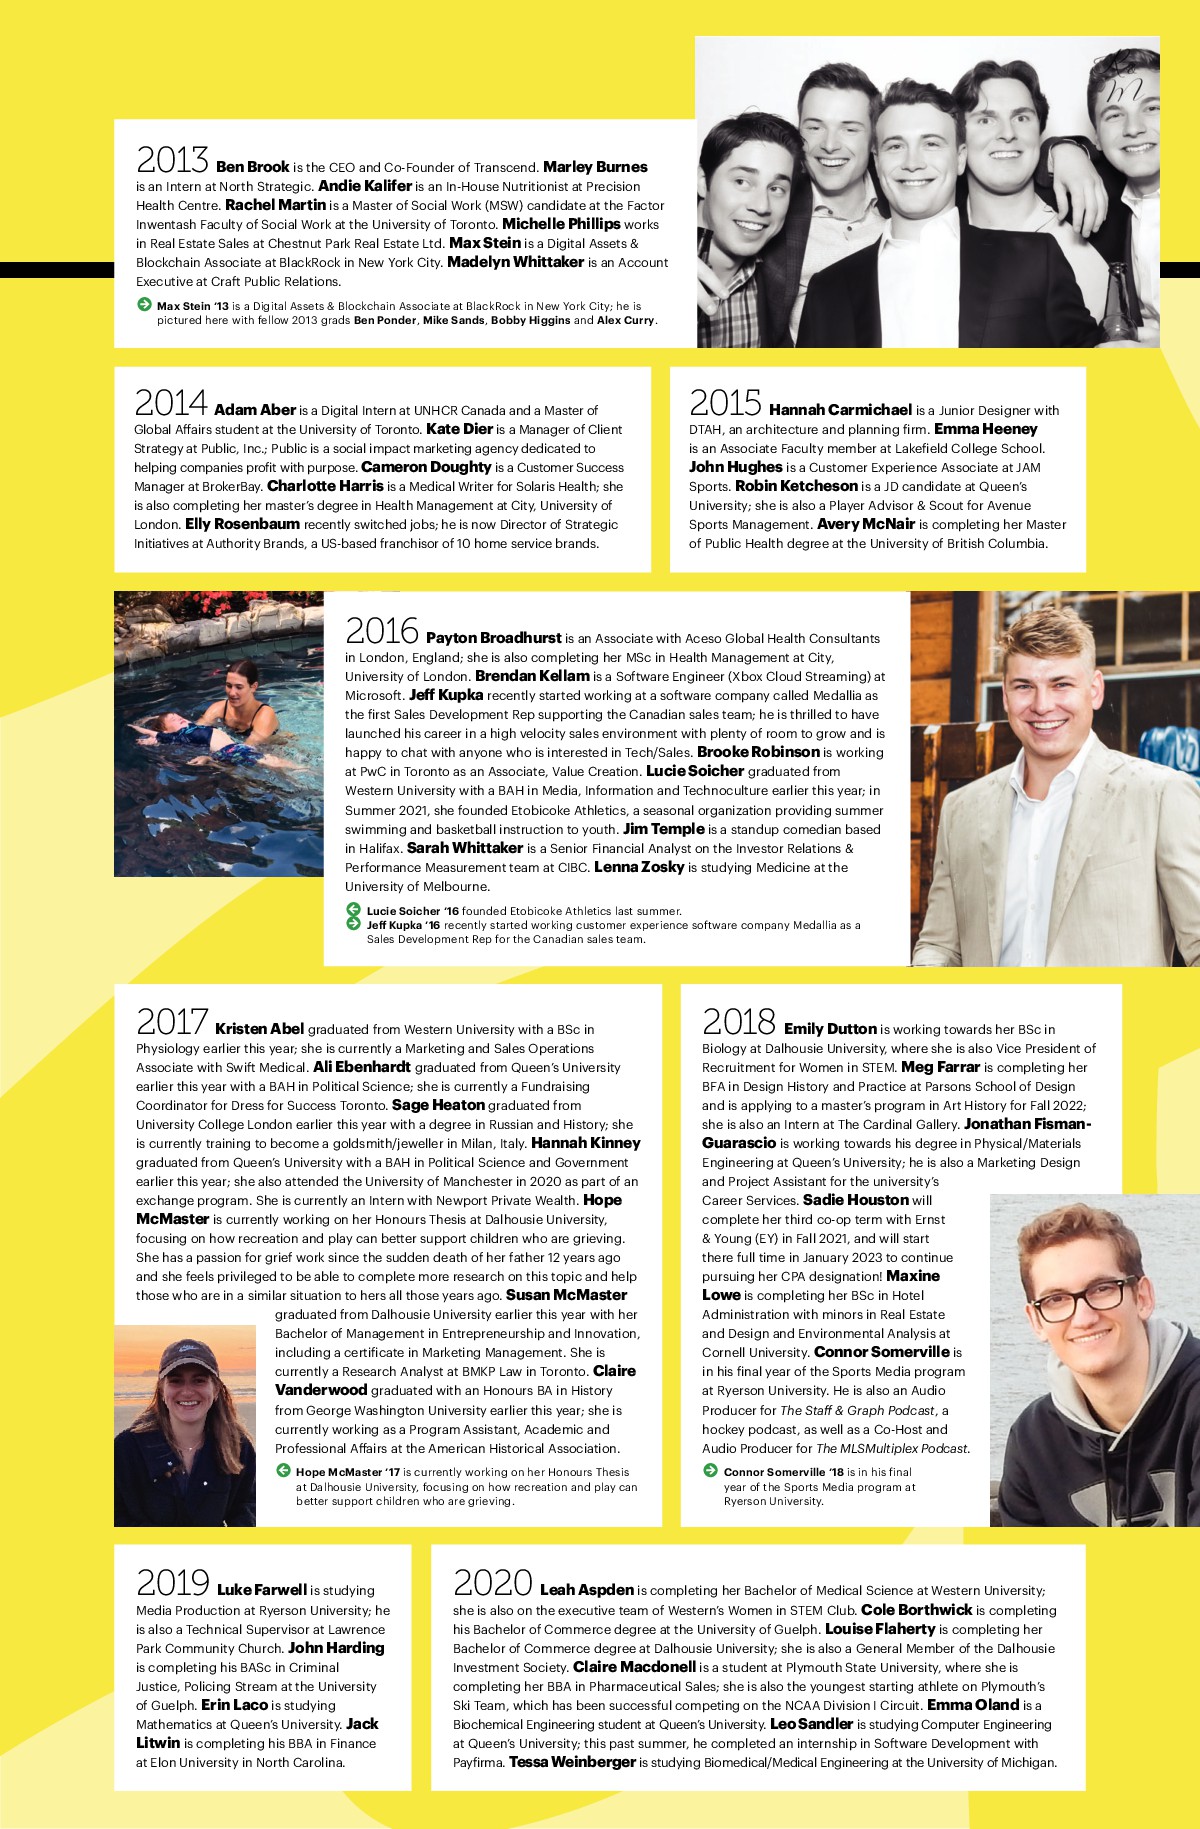 2013 Ben Brook is the CEO and Co-Founder of Transcend. Marley Burnes
is an Intern at North Strategic. Andie Kalifer is an In-House Nutritionist at Precision
Health Centre. Rachel Martin is a Master of Social Work (MSW) candidate at the Factor
Inwentash Faculty of Social Work at the University of Toronto. Michelle Phillips works
in Real Estate Sales at Chestnut Park Real Estate Ltd. Max Stein is a Digital Assets &
Blockchain Associate at BlackRock in New York City. Madelyn Whittaker is an Account
Executive at Craft Public Relations.
Max Stein ‘13 is a Digital Assets & Blockchain Associate at BlackRock in New York City; he is
pictured here with fellow 2013 grads Ben Ponder, Mike Sands, Bobby Higgins and Alex Curry.
2014 Adam Aber is a Digital Intern at UNHCR Canada and a Master of
Global Affairs student at the University of Toronto. Kate Dier is a Manager of Client
Strategy at Public, Inc.; Public is a social impact marketing agency dedicated to
helping companies profit with purpose. Cameron Doughty is a Customer Success
Manager at BrokerBay. Charlotte Harris is a Medical Writer for Solaris Health; she
is also completing her master’s degree in Health Management at City, University of
London. Elly Rosenbaum recently switched jobs; he is now Director of Strategic
Initiatives at Authority Brands, a US-based franchisor of 10 home service brands.
2015 Hannah Carmichael is a Junior Designer with
DTAH, an architecture and planning firm. Emma Heeney
is an Associate Faculty member at Lakefield College School.
John Hughes is a Customer Experience Associate at JAM
Sports. Robin Ketcheson is a JD candidate at Queen’s
University; she is also a Player Advisor & Scout for Avenue
Sports Management. Avery McNair is completing her Master
of Public Health degree at the University of British Columbia.
2016 Payton Broadhurst is an Associate with Aceso Global Health Consultants
in London, England; she is also completing her MSc in Health Management at City,
University of London. Brendan Kellam is a Software Engineer (Xbox Cloud Streaming) at
Microsoft. Jeff Kupka recently started working at a software company called Medallia as
the first Sales Development Rep supporting the Canadian sales team; he is thrilled to have
launched his career in a high velocity sales environment with plenty of room to grow and is
happy to chat with anyone who is interested in Tech/Sales. Brooke Robinson is working
at PwC in Toronto as an Associate, Value Creation. Lucie Soicher graduated from
Western University with a BAH in Media, Information and Technoculture earlier this year; in
Summer 2021, she founded Etobicoke Athletics, a seasonal organization providing summer
swimming and basketball instruction to youth. Jim Temple is a standup comedian based
in Halifax. Sarah Whittaker is a Senior Financial Analyst on the Investor Relations &
Performance Measurement team at CIBC. Lenna Zosky is studying Medicine at the
University of Melbourne.
Lucie Soicher ‘16 founded Etobicoke Athletics last summer.
Jeff Kupka ‘16 recently started working customer experience software company Medallia as a
Sales Development Rep for the Canadian sales team.
2017 Kristen Abel graduated from Western University with a BSc in
Physiology earlier this year; she is currently a Marketing and Sales Operations
Associate with Swift Medical. Ali Ebenhardt graduated from Queen’s University
earlier this year with a BAH in Political Science; she is currently a Fundraising
Coordinator for Dress for Success Toronto. Sage Heaton graduated from
University College London earlier this year with a degree in Russian and History; she
is currently training to become a goldsmith/jeweller in Milan, Italy. Hannah Kinney
graduated from Queen’s University with a BAH in Political Science and Government
earlier this year; she also attended the University of Manchester in 2020 as part of an
exchange program. She is currently an Intern with Newport Private Wealth. Hope
McMaster is currently working on her Honours Thesis at Dalhousie University,
focusing on how recreation and play can better support children who are grieving.
She has a passion for grief work since the sudden death of her father 12 years ago
and she feels privileged to be able to complete more research on this topic and help
those who are in a similar situation to hers all those years ago. Susan McMaster
graduated from Dalhousie University earlier this year with her
Bachelor of Management in Entrepreneurship and Innovation,
including a certificate in Marketing Management. She is
currently a Research Analyst at BMKP Law in Toronto. Claire
Vanderwood graduated with an Honours BA in History
from George Washington University earlier this year; she is
currently working as a Program Assistant, Academic and
Professional Affairs at the American Historical Association.
Hope McMaster ‘17 is currently working on her Honours Thesis
at Dalhousie University, focusing on how recreation and play can
better support children who are grieving.
2018 Emily Dutton is working towards her BSc in
Biology at Dalhousie University, where she is also Vice President of
Recruitment for Women in STEM. Meg Farrar is completing her
BFA in Design History and Practice at Parsons School of Design
and is applying to a master’s program in Art History for Fall 2022;
she is also an Intern at The Cardinal Gallery. Jonathan Fisman-
Guarascio is working towards his degree in Physical/Materials
Engineering at Queen’s University; he is also a Marketing Design
and Project Assistant for the university’s
Career Services. Sadie Houston will
complete her third co-op term with Ernst
& Young (EY) in Fall 2021, and will start
there full time in January 2023 to continue
pursuing her CPA designation! Maxine
Lowe is completing her BSc in Hotel
Administration with minors in Real Estate
and Design and Environmental Analysis at
Cornell University. Connor Somerville is
in his final year of the Sports Media program
at Ryerson University. He is also an Audio
Producer for The Staff & Graph Podcast, a
hockey podcast, as well as a Co-Host and
Audio Producer for The MLSMultiplex Podcast.
Connor Somerville ‘18 is in his final
year of the Sports Media program at
Ryerson University.
2019 Luke Farwell is studying
Media Production at Ryerson University; he
is also a Technical Supervisor at Lawrence
Park Community Church. John Harding
is completing his BASc in Criminal
Justice, Policing Stream at the University
of Guelph. Erin Laco is studying
Mathematics at Queen’s University. Jack
Litwin is completing his BBA in Finance
at Elon University in North Carolina.
2020 Leah Aspden is completing her Bachelor of Medical Science at Western University;
she is also on the executive team of Western’s Women in STEM Club. Cole Borthwick is completing
his Bachelor of Commerce degree at the University of Guelph. Louise Flaherty is completing her
Bachelor of Commerce degree at Dalhousie University; she is also a General Member of the Dalhousie
Investment Society. Claire Macdonell is a student at Plymouth State University, where she is
completing her BBA in Pharmaceutical Sales; she is also the youngest starting athlete on Plymouth’s
Ski Team, which has been successful competing on the NCAA Division I Circuit. Emma Oland is a
Biochemical Engineering student at Queen’s University. Leo Sandler is studying Computer Engineering
at Queen’s University; this past summer, he completed an internship in Software Development with
Payfirma. Tessa Weinberger is studying Biomedical/Medical Engineering at the University of Michigan.